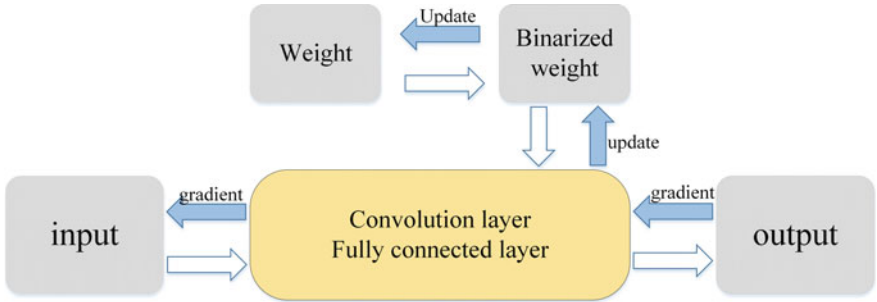 Update
Weight
Binarized
weight
update
gradient
gradient
input
Convolution layer
Fully connected layer
output